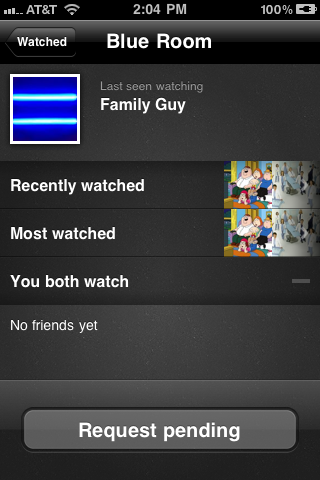 AT&T 2:04 PM 100%
Watched Blue Room
Last seen watching
Family Guy
Recently watched
Most watched
You both watch
No friends yet
Request pending